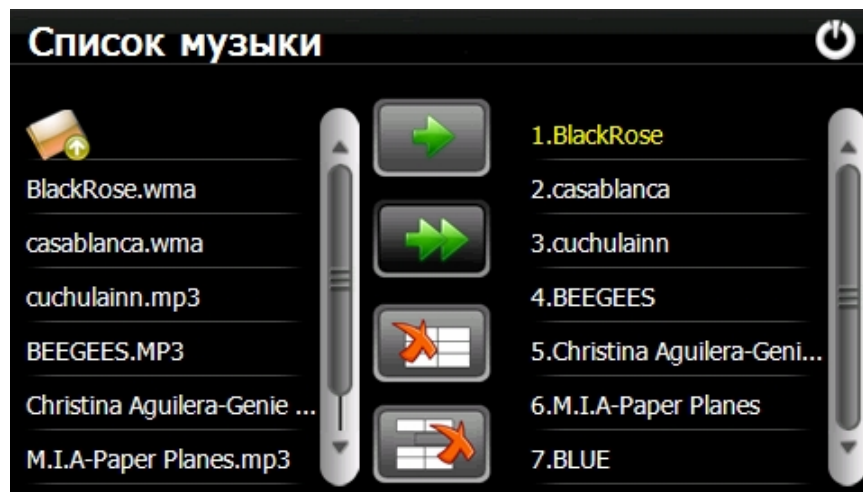 Список музыки
BlackRose.wma
casablanca.wma
cuchulainn.mp3
BEEGEES.MP3
Christina Aguilera-Genie ...
M.I.A-Paper Planes.mp3
1.BlackRose
2.casablanca
3.cuchulainn
4.BEEGEES
5.Christina Aguilera-Geni...
6.M.I.A-Paper Planes
7.BLUE